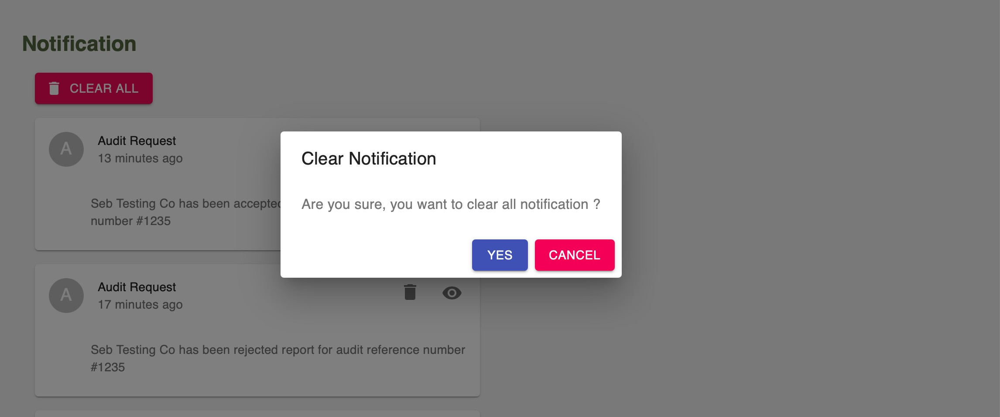 Notification
CLEAR ALL
A
Audit Request
13 minutes ago
Seb Testing Co has been accepted
number #1235
Clear Notification
Are you sure, you want to clear all notification ?
YES
CANCEL
A
Audit Request
17 minutes ago
Seb Testing Co has been rejected report for audit reference number
#1235